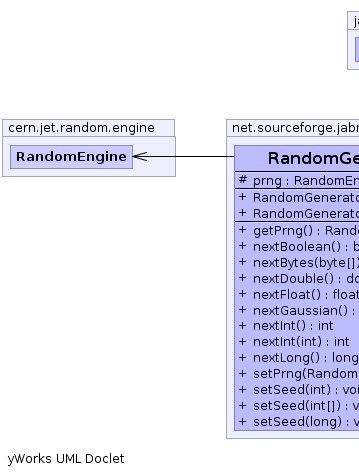 ja
cern.jet.random.engine
RandomEngine
net.sourceforge.jabr
RandomGe
# prng : RandomEn
+ RandomGenerato
+ RandomGenerato
+ getPrng() : Rando
+ nextBoolean() : b
+ nextBytes(byte[])
+ nextDouble() : do
+ nextFloat() : float
+ nextGaussian() :
+ nextInt() : int
+ nextInt(int) : int
+ nextLong() : long
+ setPrng(Random
+ setSeed(int) : voi
+ setSeed(int[]) : v
+ setSeed(long) : v
yWorks UML Doclet